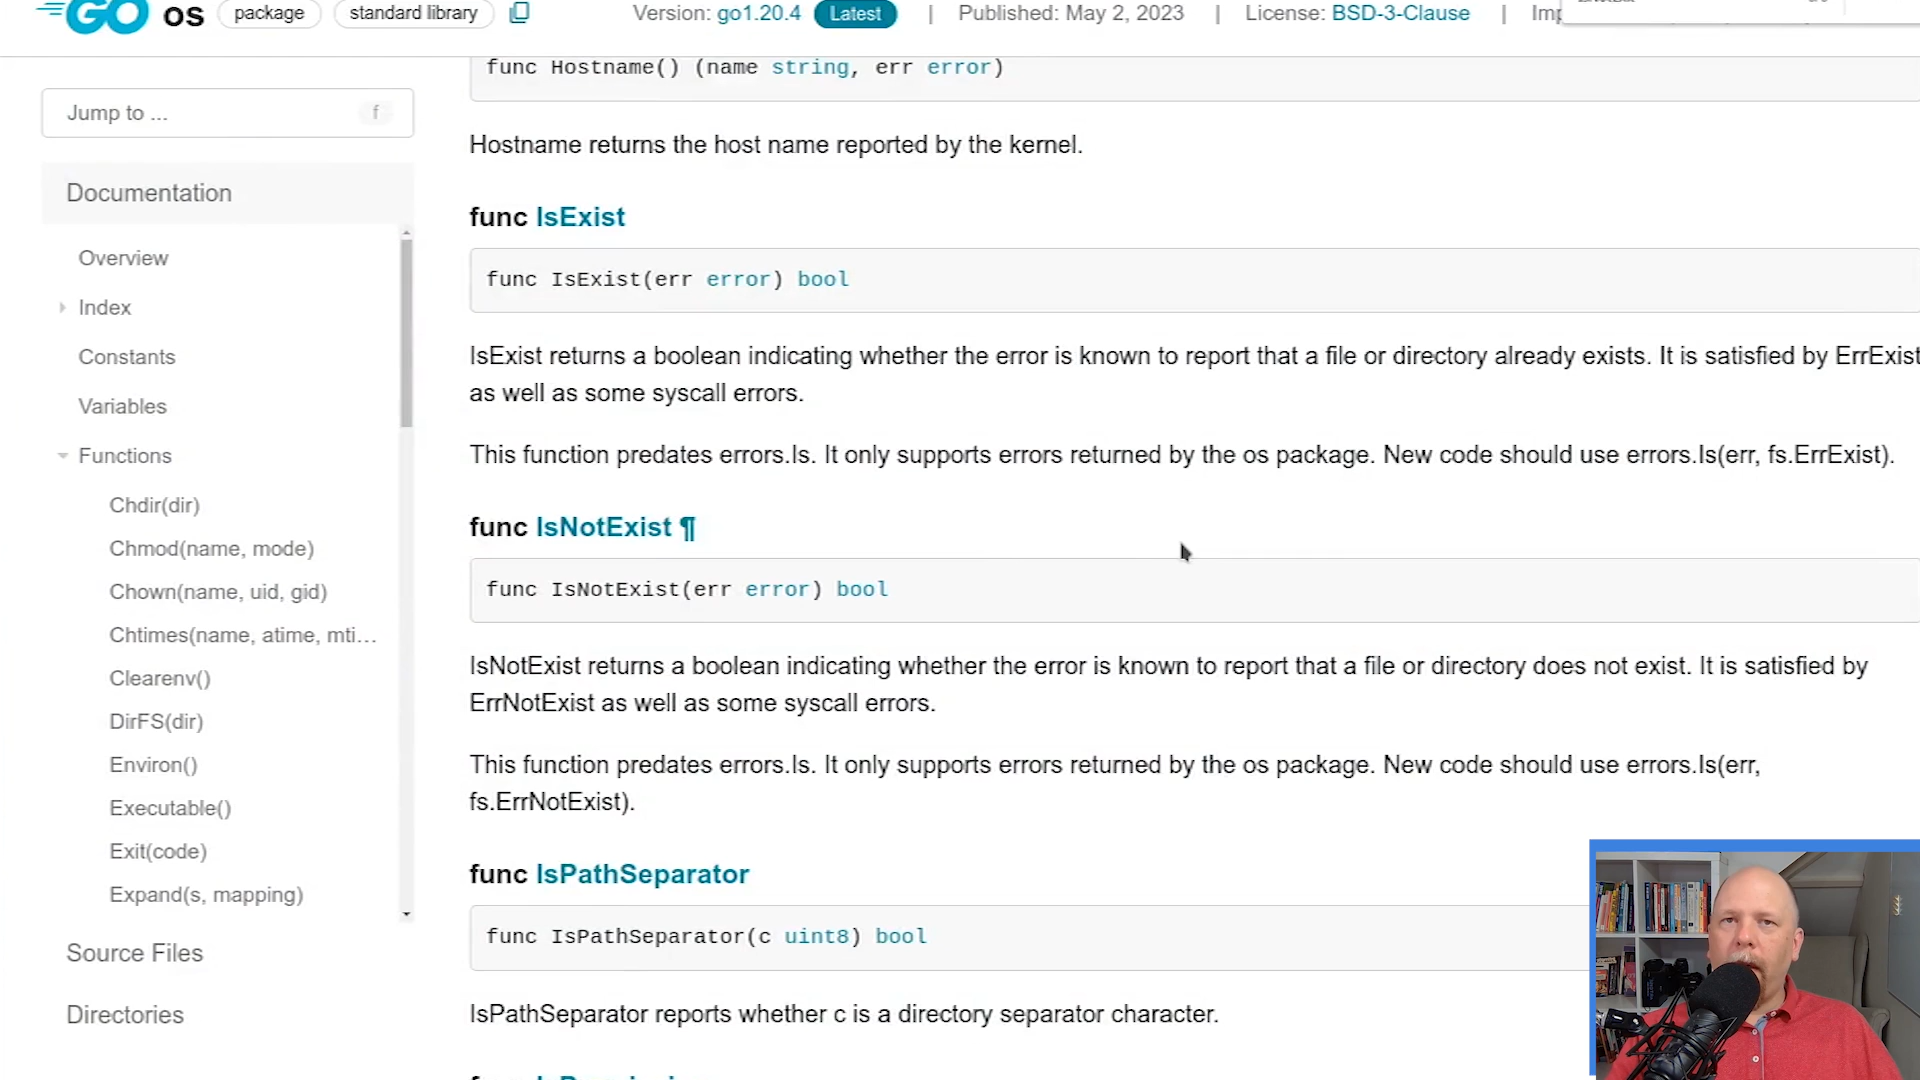 GO os package standard library Version: go1.20.4 Latest | Published: May 2, 2023 | License: BSD-3-Clause |
func Hostname() (name string, err error)
Jump to ... f
Hostname returns the host name reported by the kernel.
Documentation
func IsExist
Overview
func IsExist(err error) bool
Index
Constants
IsExist returns a boolean indicating whether the error is known to report that a file or directory already exists. It is satisfied by ErrExist
as well as some syscall errors.
Variables
Functions
This function predates errors.Is. It only supports errors returned by the os package. New code should use errors.Is(err, fs.ErrExist).
Chdir(dir)
func IsNotExist ¶
Chmod(name, mode)
func IsNotExist(err error) bool
Chown(name, uid, gid)
Chtimes(name, atime, mti…
IsNotExist returns a boolean indicating whether the error is known to report that a file or directory does not exist. It is satisfied by
ErrNotExist as well as some syscall errors.
Clearenv()
DirFS(dir)
This function predates errors.Is. It only supports errors returned by the os package. New code should use errors.Is(err,
fs.ErrNotExist).
Environ()
Executable()
Exit(code)
func IsPathSeparator
Expand(s, mapping)
func IsPathSeparator(c uint8) bool
Source Files
IsPathSeparator reports whether c is a directory separator character.
Directories